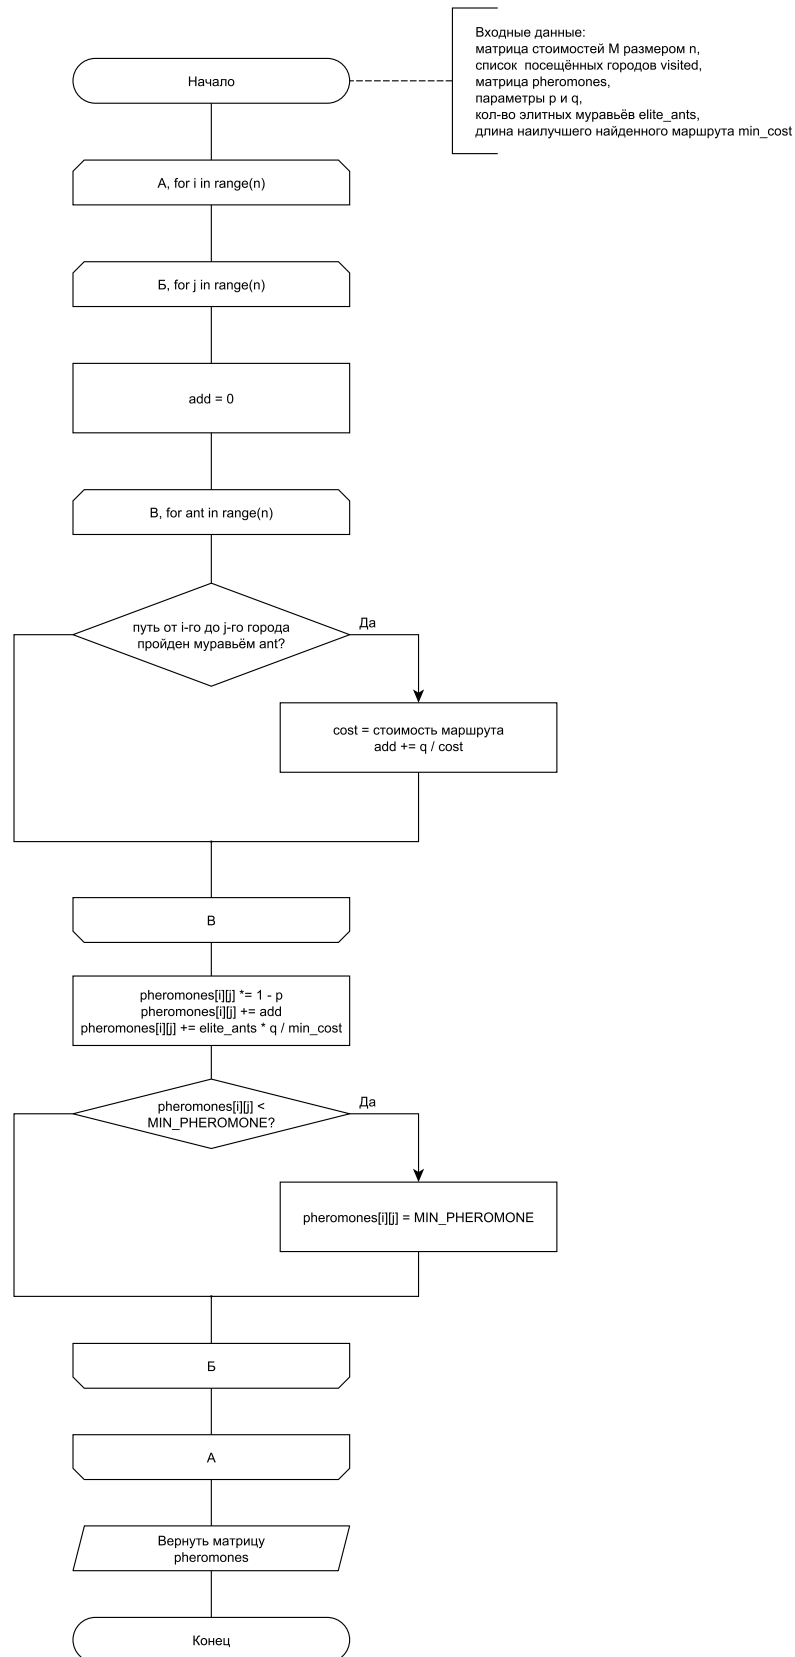 Входные данные:
матрица стоимостей M размером n,
список посещённых городов visited,
матрица pheromones,
параметры p и q,
кол-во элитных муравьёв elite_ants,
длина наилучшего найденного маршрута min_cost
Начало
А, for i in range(n)
Б, for j in range(n)
add = 0
В, for ant in range(n)
путь от i-го до j-го города
пройден муравьём ant?
Да
cost = стоимость маршрута
add += q / cost
В
pheromones[i][j] *= 1 - p
pheromones[i][j] += add
pheromones[i][j] += elite_ants * q / min_cost
pheromones[i][j] <
MIN_PHEROMONE?
Да
pheromones[i][j] = MIN_PHEROMONE
Б
А
Вернуть матрицу
pheromones
Конец